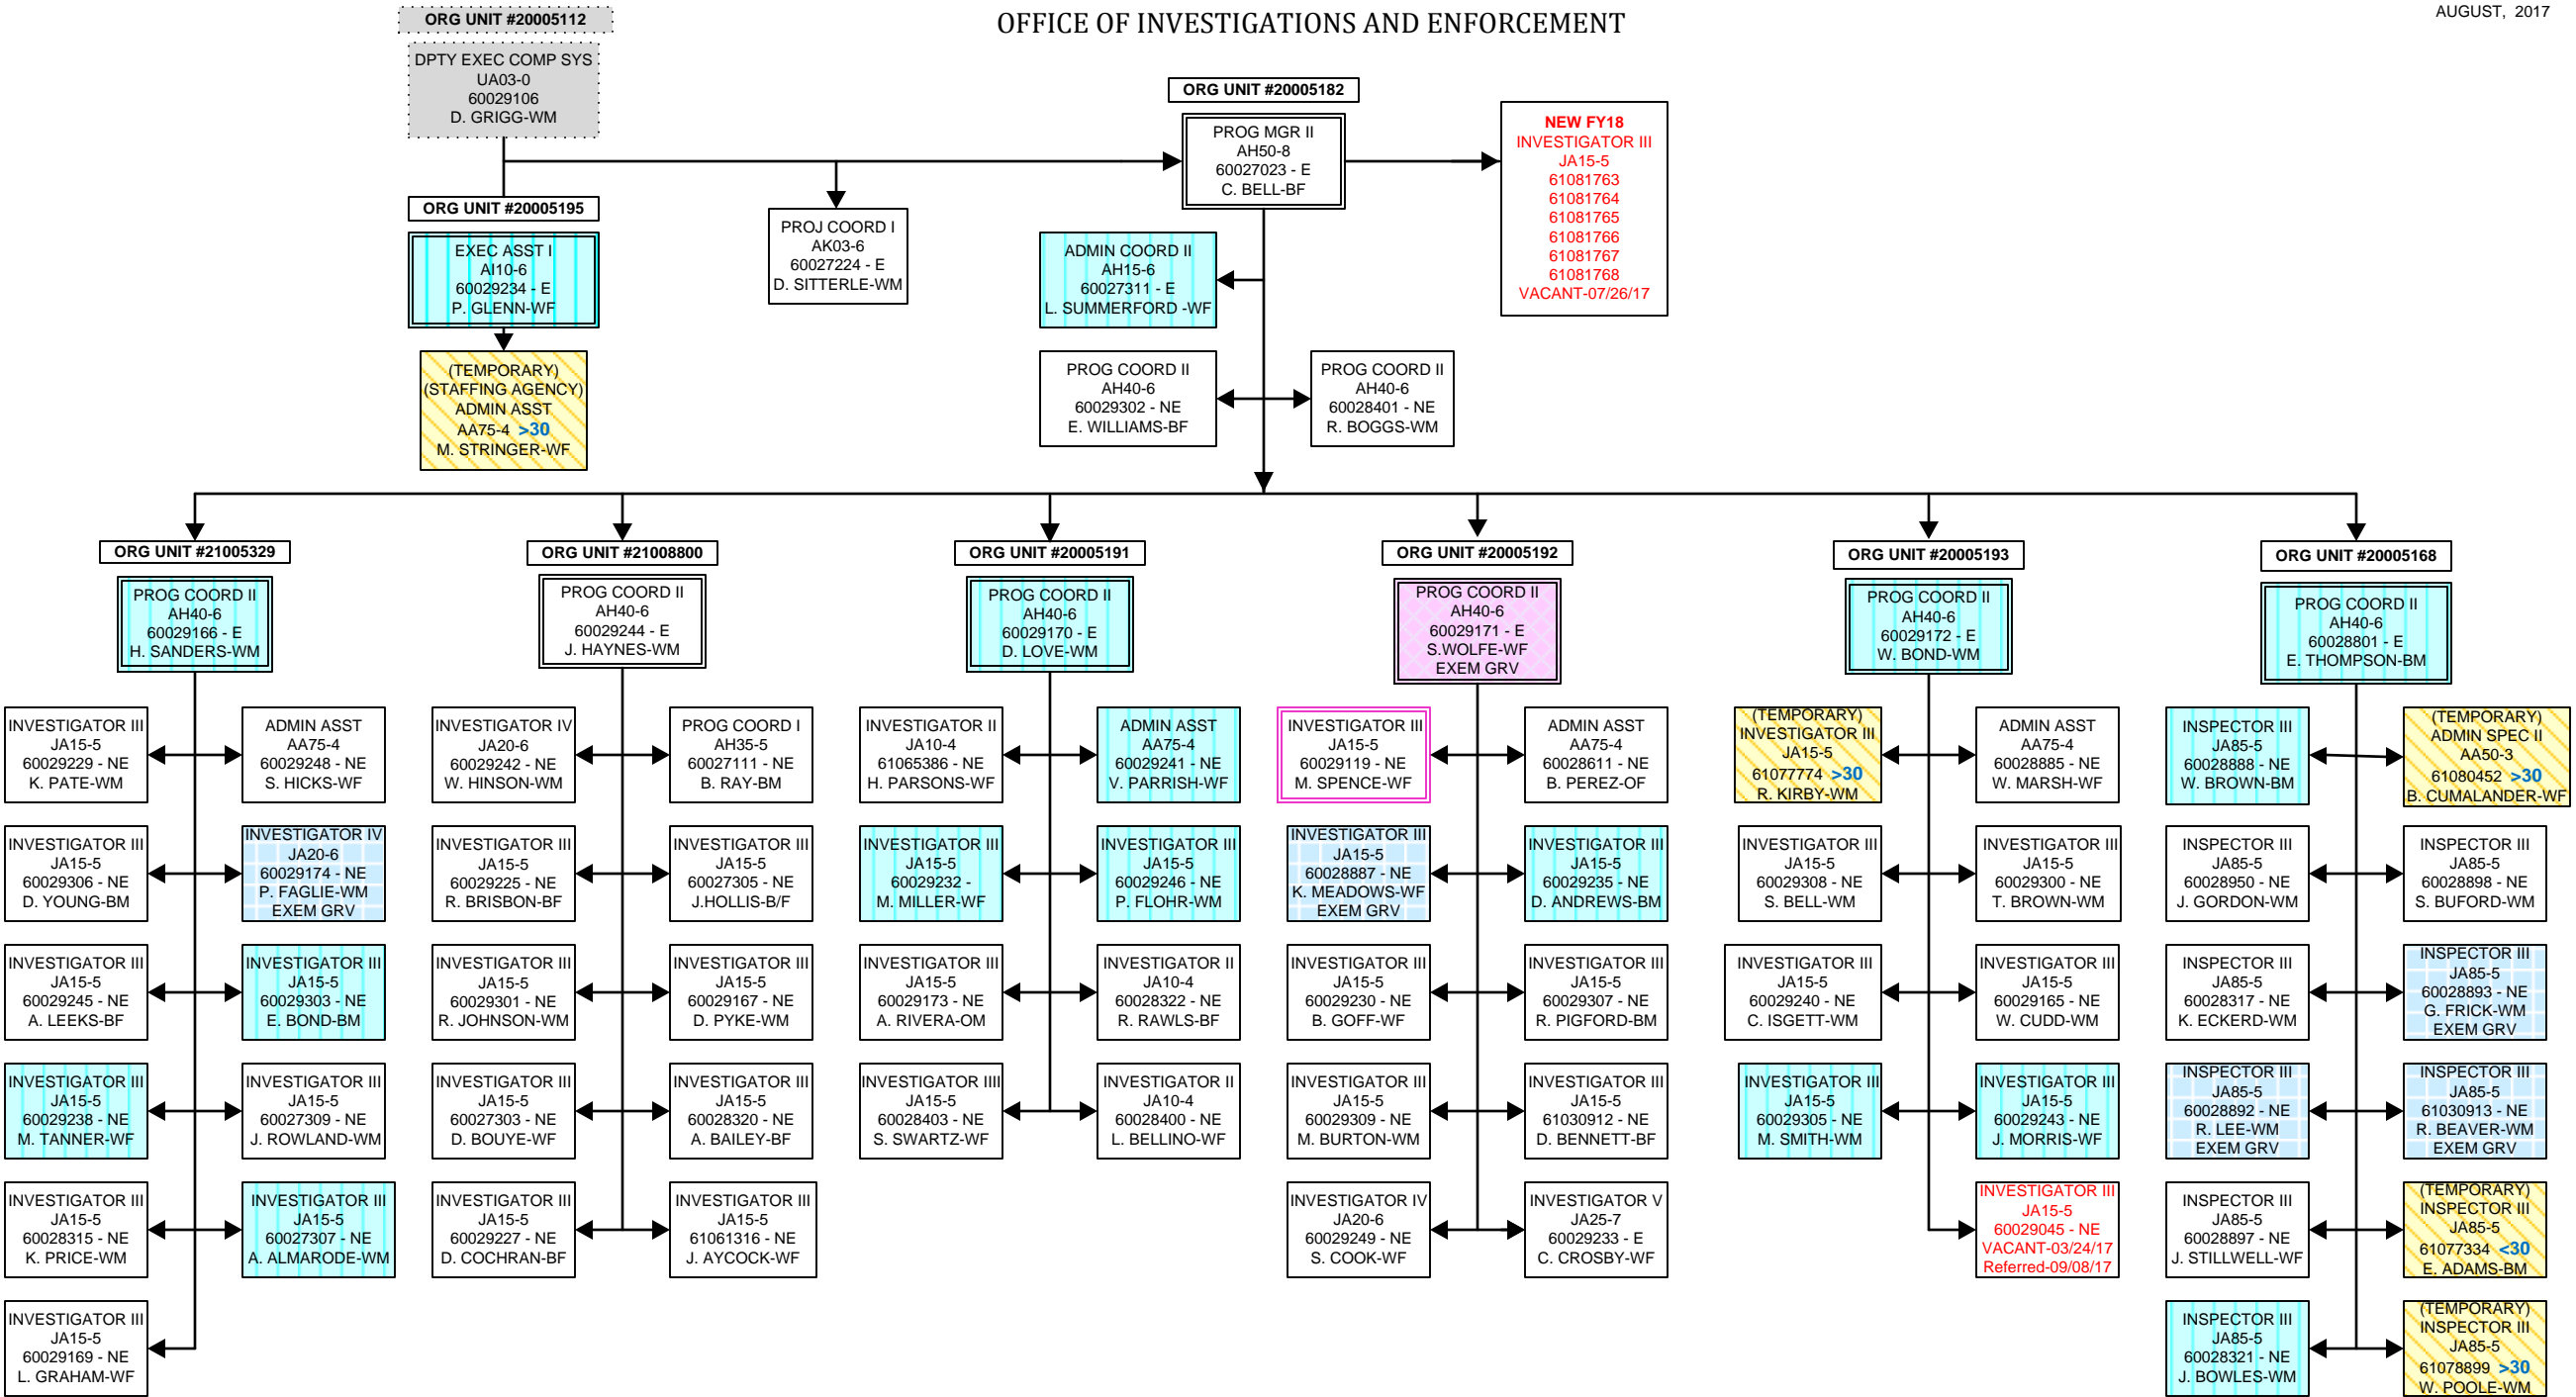 ORG UNIT #20005112
OFFICE OF INVESTIGATIONS AND ENFORCEMENT
AUGUST, 2017
DPTY EXEC COMP SYS
UA03-0
60029106
D. GRIGG-WM
ORG UNIT #20005182
PROG MGR II
AH50-8
60027023 - E
C. BELL-BF
NEW FY18
INVESTIGATOR III
JA15-5
61081763
61081764
61081765
61081766
61081767
61081768
VACANT-07/26/17
ORG UNIT #20005195
EXEC ASST I
AI10-6
60029234 - E
P. GLENN-WF
PROJ COORD I
AK03-6
60027224 - E
D. SITTERLE-WM
ADMIN COORD II
AH15-6
60027311 - E
L. SUMMERFORD -WF
(TEMPORARY)
(STAFFING AGENCY)
ADMIN ASST
AA75-4 >30
M. STRINGER-WF
PROG COORD II
AH40-6
60029302 - NE
E. WILLIAMS-BF
PROG COORD II
AH40-6
60028401 - NE
R. BOGGS-WM
ORG UNIT #21005329
PROG COORD II
AH40-6
60029166 - E
H. SANDERS-WM
INVESTIGATOR III
JA15-5
60029229 - NE
K. PATE-WM
ADMIN ASST
AA75-4
60029248 - NE
S. HICKS-WF
INVESTIGATOR III
JA15-5
60029306 - NE
D. YOUNG-BM
INVESTIGATOR IV
JA20-6
60029174 - NE
P. FAGLIE-WM
EXEM GRV
INVESTIGATOR III
JA15-5
60029245 - NE
A. LEEKS-BF
INVESTIGATOR III
JA15-5
60029303 - NE
E. BOND-BM
INVESTIGATOR III
JA15-5
60029238 - NE
M. TANNER-WF
INVESTIGATOR III
JA15-5
60027309 - NE
J. ROWLAND-WM
INVESTIGATOR III
JA15-5
60028315 - NE
K. PRICE-WM
INVESTIGATOR III
JA15-5
60027307 - NE
A. ALMARODE-WM
INVESTIGATOR III
JA15-5
60029169 - NE
L. GRAHAM-WF
ORG UNIT #21008800
PROG COORD II
AH40-6
60029244 - E
J. HAYNES-WM
INVESTIGATOR IV
JA20-6
60029242 - NE
W. HINSON-WM
PROG COORD I
AH35-5
60027111 - NE
B. RAY-BM
INVESTIGATOR III
JA15-5
60029225 - NE
R. BRISBON-BF
INVESTIGATOR III
JA15-5
60027305 - NE
J.HOLLIS-B/F
INVESTIGATOR III
JA15-5
60029301 - NE
R. JOHNSON-WM
INVESTIGATOR III
JA15-5
60029167 - NE
D. PYKE-WM
INVESTIGATOR III
JA15-5
60027303 - NE
D. BOUYE-WF
INVESTIGATOR III
JA15-5
60028320 - NE
A. BAILEY-BF
INVESTIGATOR III
JA15-5
60029227 - NE
D. COCHRAN-BF
INVESTIGATOR III
JA15-5
61061316 - NE
J. AYCOCK-WF
ORG UNIT #20005191
PROG COORD II
AH40-6
60029170 - E
D. LOVE-WM
INVESTIGATOR II
JA10-4
61065386 - NE
H. PARSONS-WF
ADMIN ASST
AA75-4
60029241 - NE
V. PARRISH-WF
INVESTIGATOR III
JA15-5
60029232 -
M. MILLER-WF
INVESTIGATOR III
JA15-5
60029246 - NE
P. FLOHR-WM
INVESTIGATOR III
JA15-5
60029173 - NE
A. RIVERA-OM
INVESTIGATOR II
JA10-4
60028322 - NE
R. RAWLS-BF
INVESTIGATOR IIII
JA15-5
60028403 - NE
S. SWARTZ-WF
INVESTIGATOR II
JA10-4
60028400 - NE
L. BELLINO-WF
ORG UNIT #20005192
PROG COORD II
AH40-6
60029171 - E
S.WOLFE-WF
EXEM GRV
INVESTIGATOR III
JA15-5
60029119 - NE
M. SPENCE-WF
ADMIN ASST
AA75-4
60028611 - NE
B. PEREZ-OF
INVESTIGATOR III
JA15-5
60028887 - NE
K. MEADOWS-WF
EXEM GRV
INVESTIGATOR III
JA15-5
60029235 - NE
D. ANDREWS-BM
INVESTIGATOR III
JA15-5
60029230 - NE
B. GOFF-WF
INVESTIGATOR III
JA15-5
60029307 - NE
R. PIGFORD-BM
INVESTIGATOR III
JA15-5
60029309 - NE
M. BURTON-WM
INVESTIGATOR III
JA15-5
61030912 - NE
D. BENNETT-BF
INVESTIGATOR IV
JA20-6
60029249 - NE
S. COOK-WF
INVESTIGATOR V
JA25-7
60029233 - E
C. CROSBY-WF
ORG UNIT #20005193
PROG COORD II
AH40-6
60029172 - E
W. BOND-WM
(TEMPORARY)
INVESTIGATOR III
JA15-5
61077774 >30
R. KIRBY-WM
ADMIN ASST
AA75-4
60028885 - NE
W. MARSH-WF
INVESTIGATOR III
JA15-5
60029308 - NE
S. BELL-WM
INVESTIGATOR III
JA15-5
60029300 - NE
T. BROWN-WM
INVESTIGATOR III
JA15-5
60029240 - NE
C. ISGETT-WM
INVESTIGATOR III
JA15-5
60029165 - NE
W. CUDD-WM
INVESTIGATOR III
JA15-5
60029305 - NE
M. SMITH-WM
INVESTIGATOR III
JA15-5
60029243 - NE
J. MORRIS-WF
INVESTIGATOR III
JA15-5
60029045 - NE
VACANT-03/24/17
Referred-09/08/17
ORG UNIT #20005168
PROG COORD II
AH40-6
60028801 - E
E. THOMPSON-BM
INSPECTOR III
JA85-5
60028888 - NE
W. BROWN-BM
(TEMPORARY)
ADMIN SPEC II
AA50-3
61080452 >30
B. CUMALANDER-WF
INSPECTOR III
JA85-5
60028950 - NE
J. GORDON-WM
INSPECTOR III
JA85-5
60028898 - NE
S. BUFORD-WM
INSPECTOR III
JA85-5
60028317 - NE
K. ECKERD-WM
INSPECTOR III
JA85-5
60028893 - NE
G. FRICK-WM
EXEM GRV
INSPECTOR III
JA85-5
60028892 - NE
R. LEE-WM
EXEM GRV
INSPECTOR III
JA85-5
61030913 - NE
R. BEAVER-WM
EXEM GRV
INSPECTOR III
JA85-5
60028897 - NE
J. STILLWELL-WF
(TEMPORARY)
INSPECTOR III
JA85-5
61077334 <30
E. ADAMS-BM
INSPECTOR III
JA85-5
60028321 - NE
J. BOWLES-WM
(TEMPORARY)
INSPECTOR III
JA85-5
61078899 >30
W. POOLE-WM